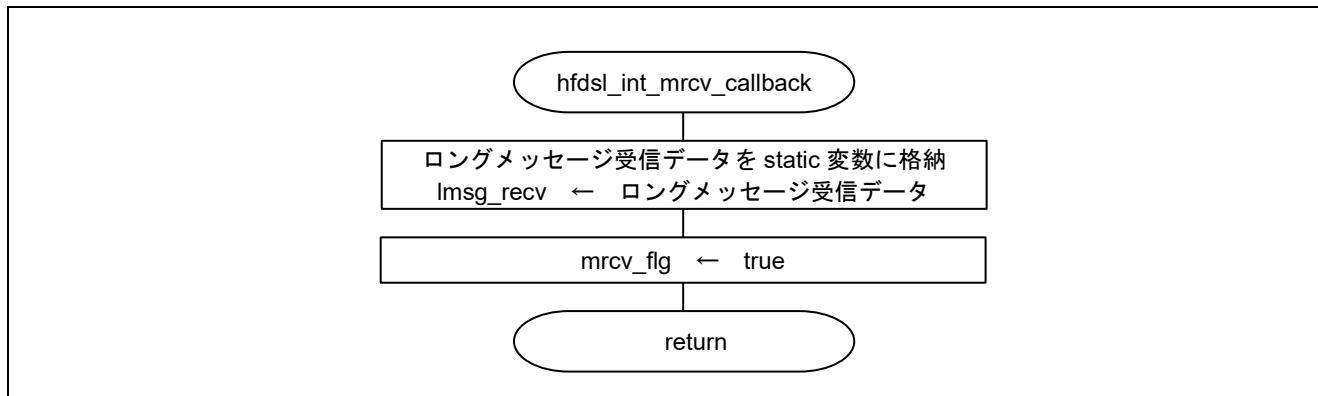 hfdsl_int_mrcv_callback
ロングメッセージ受信データを static 変数に格納
lmsg_recv ← ロングメッセージ受信データ
mrcv_flg ← true
return